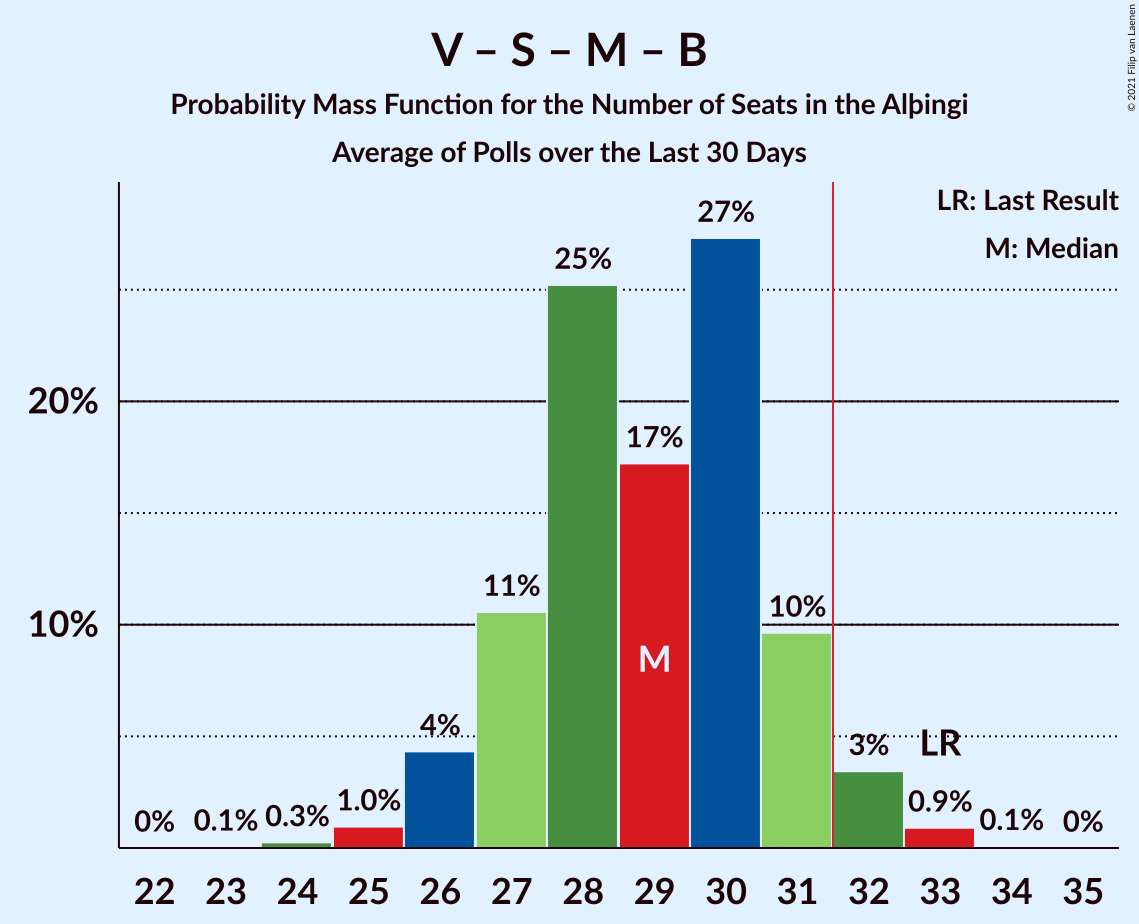 V – S – M – B
Probability Mass Function for the Number of Seats in the Alþingi
Average of Polls over the Last 30 Days
© 2021 Filip van Laenen
LR: Last Result
M: Median
20%
10%
0%
0.1%
0.3%
1.0%
4%
11%
25%
17%
27%
10%
3%
0.9%
0.1%
0%
M
LR
22 23 24 25 26 27 28 29 30 31 32 33 34 35